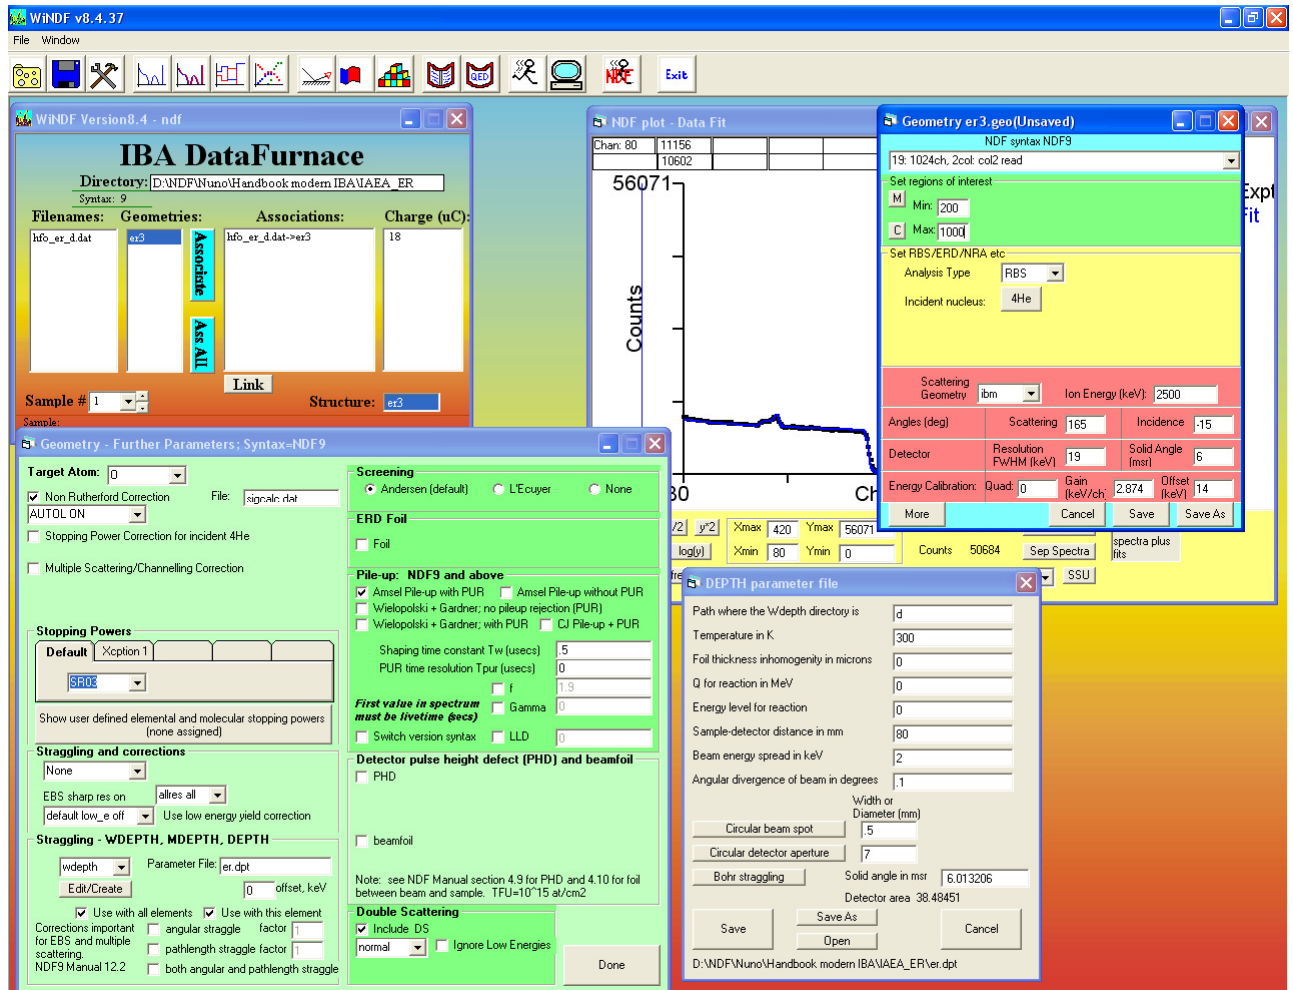 WiNDF v8.4.37
File Window
QED
NDF
Exit
WiNDF Version8.4 - ndf
IBA DataFurnace
Directory: D:\NDF\Nuno\Handbook modern IBA\IAEA_ER
Syntax: 9
Filenames: Geometries: Associations: Charge (uC):
hfo_er_d.dat er3 hfo_er_d.dat->er3 18
Associate
Ass All
Link
Sample # 1 Structure: er3
Sample:
NDF plot - Data Fit
Chan: 80 11156
10602
56071
Counts
80 Ch
Expt
Fit
/2 y^2 Xmax 420 Ymax 56071
log(y) Xmin 80 Ymin 0 Counts 50684 Sep Spectra
spectra plus
fits
SSU
Geometry er3.geo(Unsaved)
NDF syntax NDF9
19: 1024ch, 2col: col2 read
Set regions of interest
M Min: 200
C Max: 1000
Set RBS/ERD/NRA etc
Analysis Type RBS
Incident nucleus: 4He
Scattering
Geometry ibm Ion Energy (keV): 2500
Angles (deg) Scattering 165 Incidence -15
Detector Resolution
FWHM (keV) 19 Solid Angle
(msr) 6
Energy Calibration: Quad: 0 Gain
(keV/ch) 2.874 Offset
(keV) 14
More Cancel Save Save As
Geometry - Further Parameters; Syntax=NDF9
Target Atom: O
Non Rutherford Correction File: sigcalc.dat
AUTOL ON
Stopping Power Correction for incident 4He
Multiple Scattering/Channelling Correction
Stopping Powers
Default Xcption 1
SR03
Show user defined elemental and molecular stopping powers
(none assigned)
Straggling and corrections
None
EBS sharp res on allres all
default low_e off Use low energy yield correction
Straggling - WDEPTH, MDEPTH, DEPTH
wdepth Parameter File: er.dpt
Edit/Create 0 offset, keV
Use with all elements Use with this element
Corrections important
for EBS and multiple
scattering.
NDF9 Manual 12.2
angular straggle factor 1
pathlength straggle factor 1
both angular and pathlength straggle
Screening
Andersen (default) L'Ecuyer None
ERD Foil
Foil
Pile-up: NDF9 and above
Amsel Pile-up with PUR Amsel Pile-up without PUR
Wielopolski + Gardner; no pileup rejection (PUR)
Wielopolski + Gardner; with PUR CJ Pile-up + PUR
Shaping time constant Tw (usecs) .5
PUR time resolution Tpur (usecs) 0
f 1.9
First value in spectrum
must be livetime (secs)
Gamma 0
Switch version syntax LLD 0
Detector pulse height defect (PHD) and beamfoil
PHD
beamfoil
Note: see NDF Manual section 4.9 for PHD and 4.10 for foil
between beam and sample. TFU=10^15 at/cm2
Double Scattering
Include DS
normal Ignore Low Energies
Done
DEPTH parameter file
Path where the Wdepth directory is d
Temperature in K 300
Foil thickness inhomogenity in microns 0
Q for reaction in MeV 0
Energy level for reaction 0
Sample-detector distance in mm 80
Beam energy spread in keV 2
Angular divergence of beam in degrees .1
Width or
Diameter (mm)
Circular beam spot .5
Circular detector aperture 7
Bohr straggling Solid angle in msr 6.013206
Detector area 38.48451
Save Save As Cancel
Open
D:\NDF\Nuno\Handbook modern IBA\IAEA_ER\er.dpt